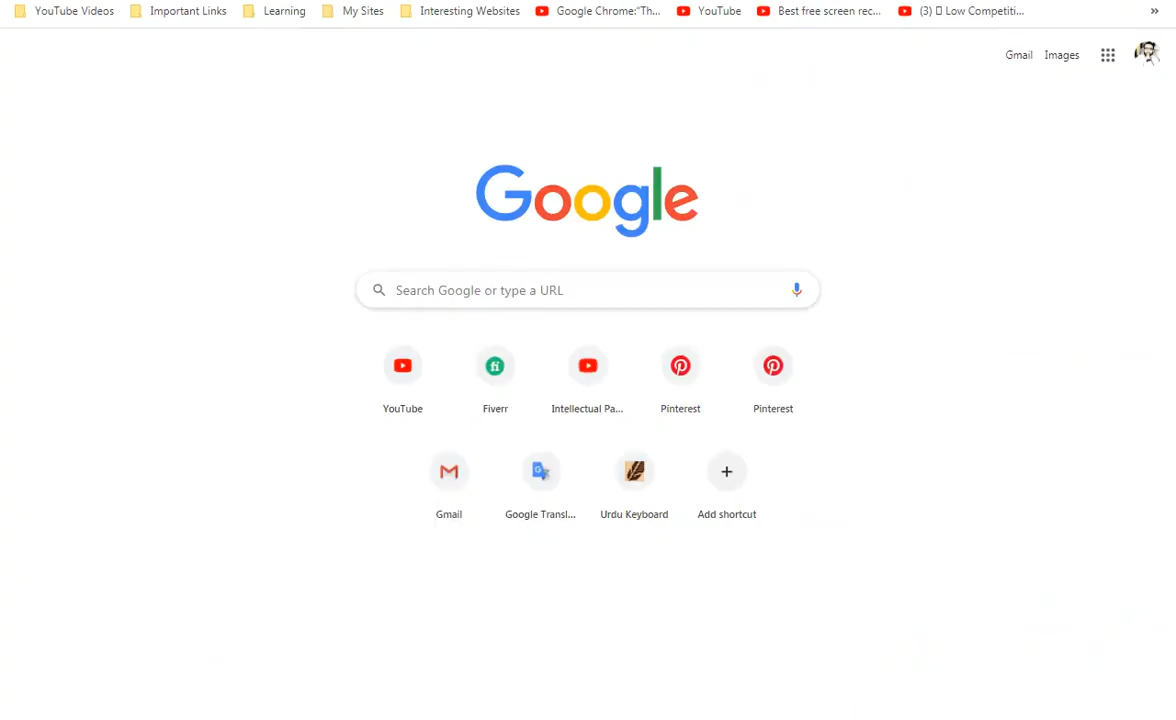 YouTube Videos Important Links Learning My Sites Interesting Websites Google Chrome:"Th... YouTube Best free screen rec... (3) Low Competiti... »
Gmail Images
Google
Search Google or type a URL
YouTube Fiverr Intellectual Pa... Pinterest Pinterest
Gmail Google Transl... Urdu Keyboard Add shortcut